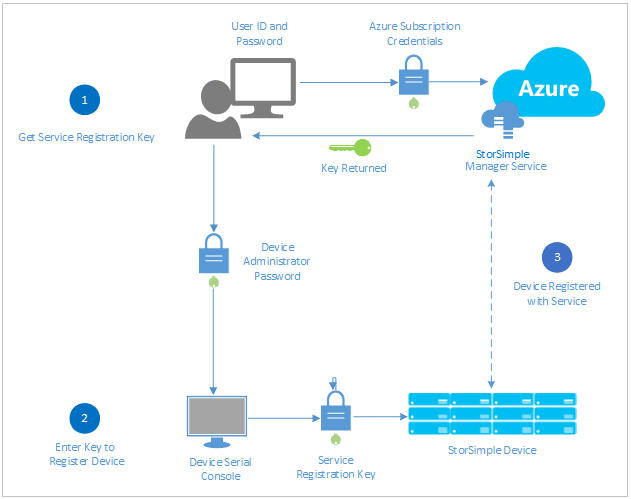 User ID and
Password
Azure Subscription
Credentials
Azure
1
Get Service Registration Key
Key Returned
StorSimple
Manager Service
Device
Administrator
Password
3
Device Registered
with Service
2
Enter Key to
Register Device
Device Serial
Console
Service
Registration Key
StorSimple Device